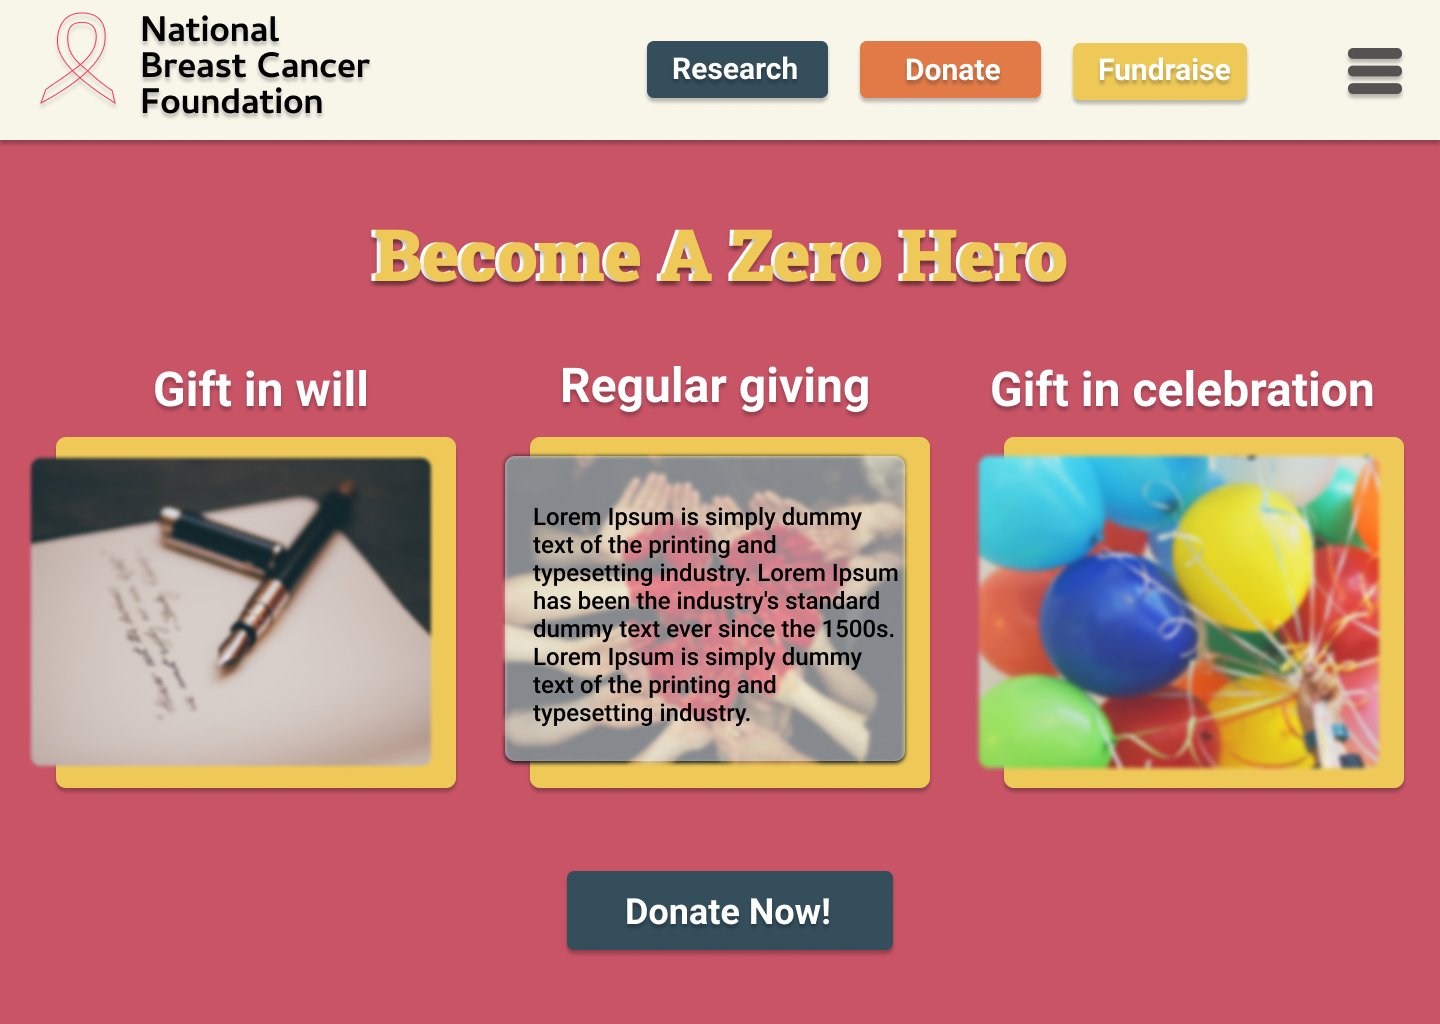 National
Breast Cancer
Foundation
Research
Donate
Fundraise
Become A Zero Hero
Gift in will
Regular giving
Gift in celebration
Lorem Ipsum is simply dummy
text of the printing and
typesetting industry. Lorem Ipsum
has been the industry's standard
dummy text ever since the 1500s.
Lorem Ipsum is simply dummy
text of the printing and
typesetting industry.
Donate Now!